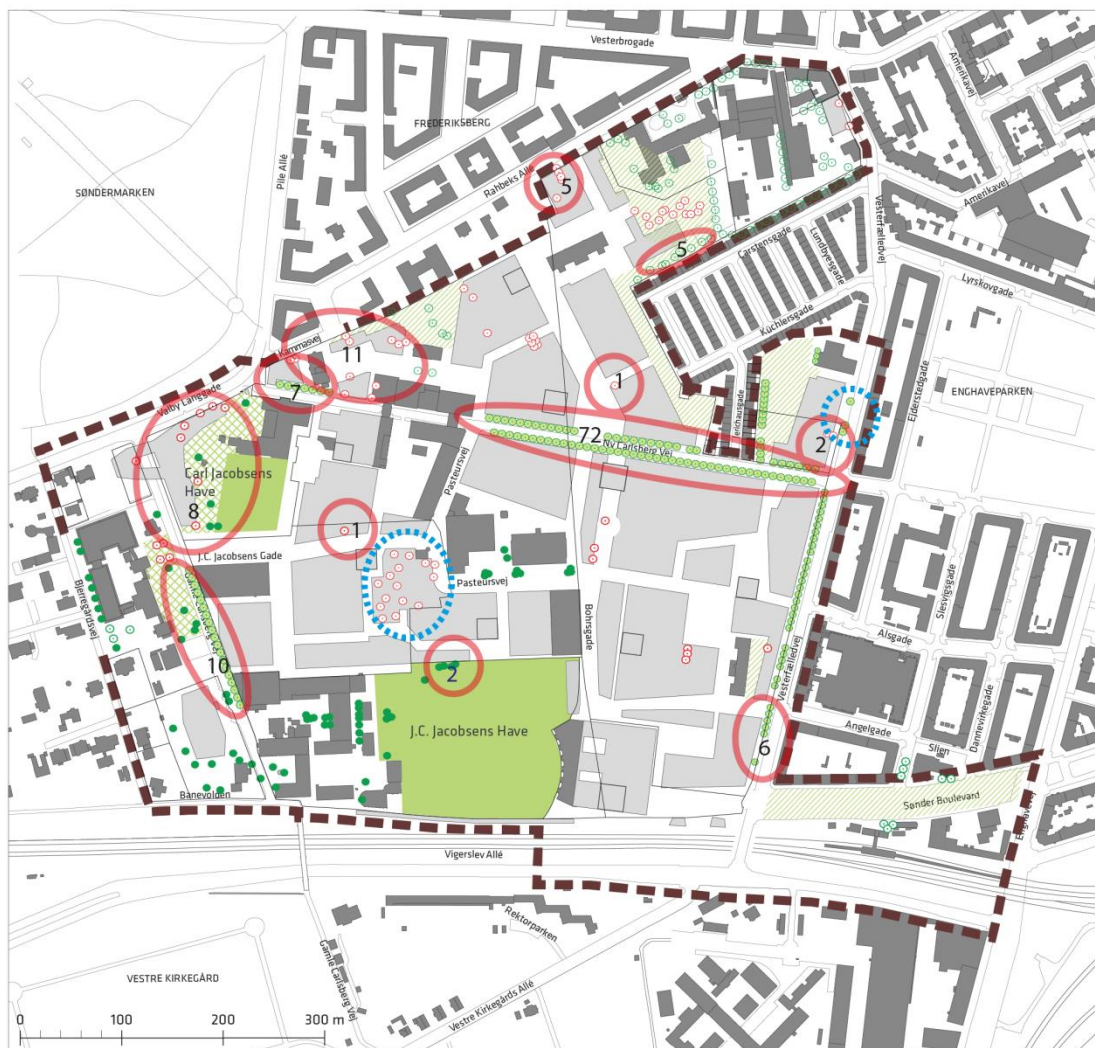 Vesterbrogade
Amerikavej
FREDERIKSBERG
Pile Allé
Rahbeks Allé
SØNDERMARKEN
5
Vesterfælledvej
Amerikavej
5
Carstensgade
Lundbyesgade
Lyrskovgade
Küchlersgade
Kammasvej
11
Ejderstedgade
ENGHAVEPARKEN
Valby Langgade
7
1
72
Ny Carlsberg Vej
2
Pasteursvej
Carl Jacobsens
Have
8
1
J.C. Jacobsens Gade
Pasteursvej
Bohrsgade
Slesvigsgade
Bjerregårdsvej
Alsgade
10
2
Vesterfælledvej
J.C. Jacobsens Have
Angelgade
Slien
Dannevirkegade
6
Banevolden
Sønder Boulevard
Enghavevej
Vigerslev Allé
Rektorparken
VESTRE KIRKEGÅRD
Gamle Carlsberg Vej
Vestre Kirkegårds Allé
0 100 200 300 m